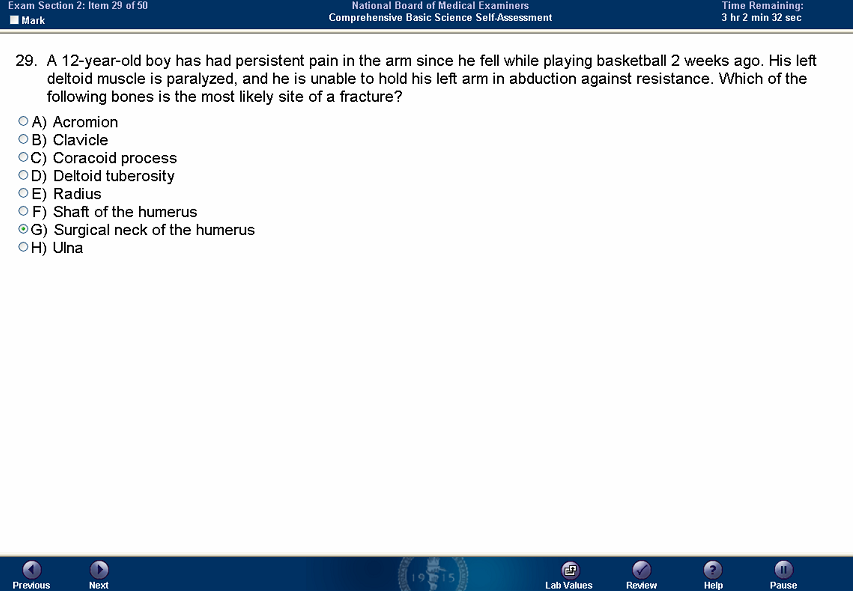 Exam Section 2: Item 29 of 50
National Board of Medical Examiners
Time Remaining:
Mark
Comprehensive Basic Science Self-Assessment
3 hr 2 min 32 sec
29. A 12-year-old boy has had persistent pain in the arm since he fell while playing basketball 2 weeks ago. His left
deltoid muscle is paralyzed, and he is unable to hold his left arm in abduction against resistance. Which of the
following bones is the most likely site of a fracture?
A) Acromion
B) Clavicle
C) Coracoid process
D) Deltoid tuberosity
E) Radius
F) Shaft of the humerus
G) Surgical neck of the humerus
H) Ulna
19 15
Previous
Next
Lab Values
Review
Help
Pause